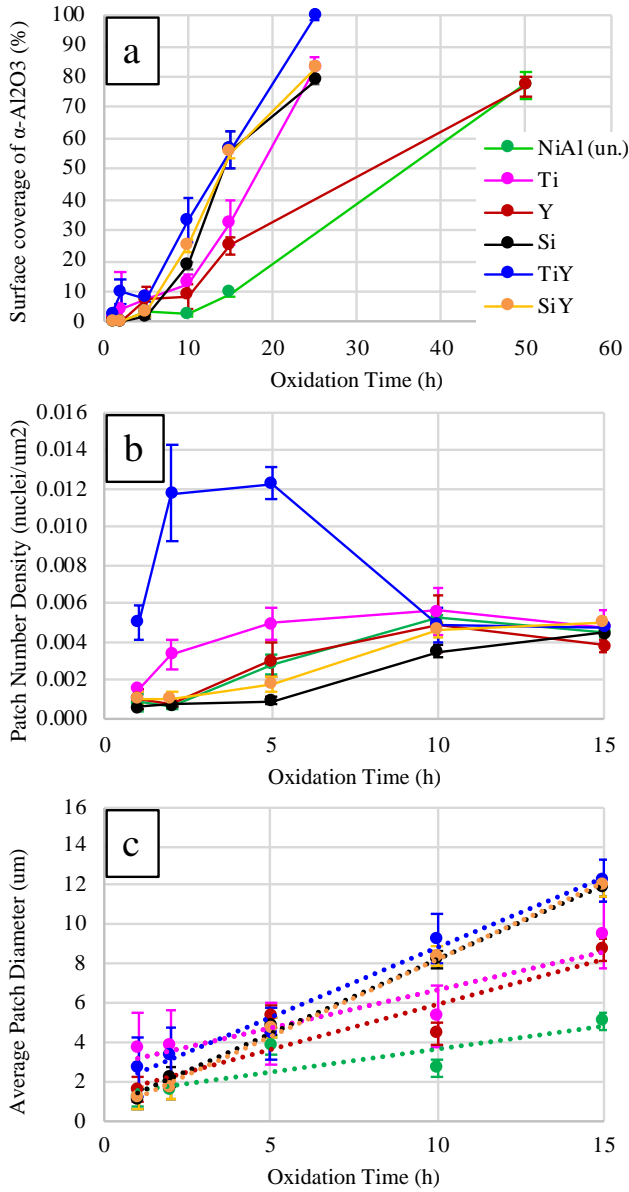 a
Surface coverage of α-Al2O3 (%)
100
90
80
70
60
50
40
30
20
10
0
0 10 20 30 40 50 60
Oxidation Time (h)
NiAl (un.)
Ti
Y
Si
TiY
SiY
b
Patch Number Density (nuclei/um2)
0.016
0.014
0.012
0.010
0.008
0.006
0.004
0.002
0.000
0 5 10 15
Oxidation Time (h)
c
Average Patch Diameter (um)
16
14
12
10
8
6
4
2
0
0 5 10 15
Oxidation Time (h)